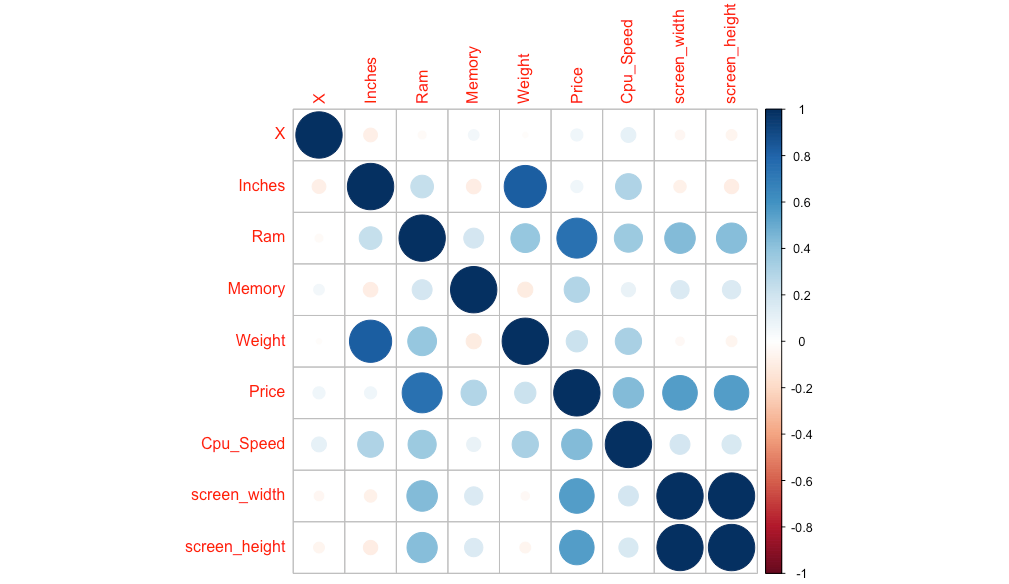 X
Inches
Ram
Memory
Weight
Price
Cpu_Speed
screen_width
screen_height
X
Inches
Ram
Memory
Weight
Price
Cpu_Speed
screen_width
screen_height
1
0.8
0.6
0.4
0.2
0
-0.2
-0.4
-0.6
-0.8
-1